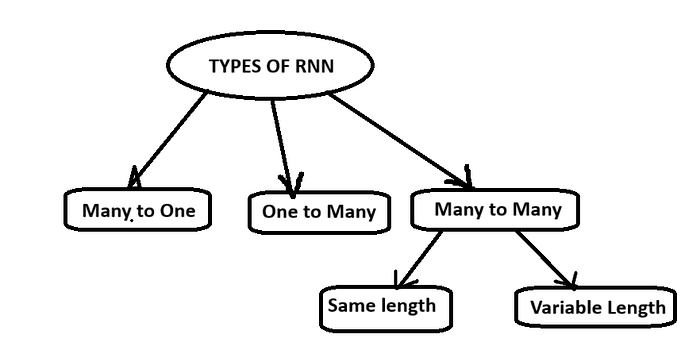 TYPES OF RNN
Many to One
One to Many
Many to Many
Same length
Variable Length